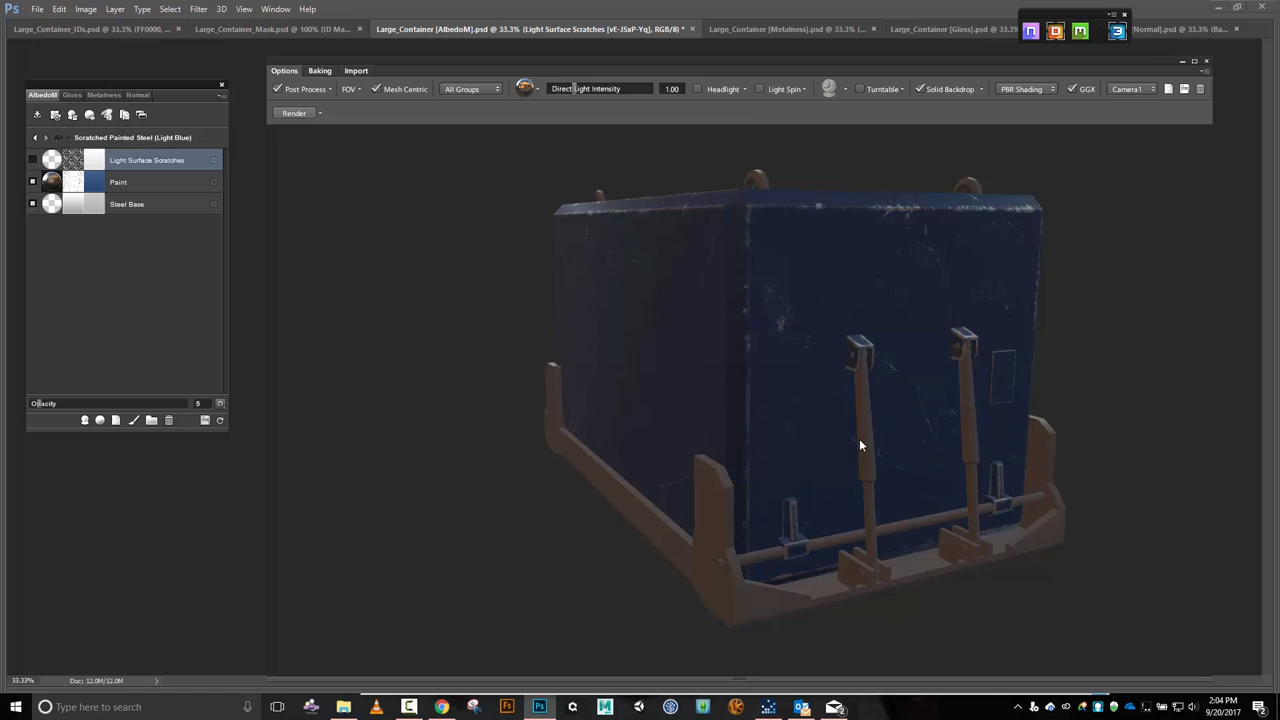 Ps File Edit Image Layer Type Select Filter 3D View Window Help
Large_Container_IDs.psd @ 33.3% (FF0000, ... × Large_Container_Mask.psd @ 100% (ID Ma... × Large_Container [AlbedoM].psd @ 33.3% (Light Surface Scratches [vE-JSxP-Yq], RGB/8) * × Large_Container [Metalness].psd @ 33.3% (... × Large_Container [Gloss].psd @ 33.3% (... [Normal].psd @ 33.3% (Ba... ×
Options Baking Import
Post Process FOV Mesh Centric All Groups Direct Light Intensity 1.00 Headlight Light Spin Turntable Solid Backdrop PBR Shading GGX Camera1
Render
AlbedoM Gloss Metalness Normal
All Scratched Painted Steel (Light Blue)
Light Surface Scratches
Paint
Steel Base
Opacity 5
33.33% Doc: 12.0M/12.0M
Type here to search
2:04 PM
9/20/2017